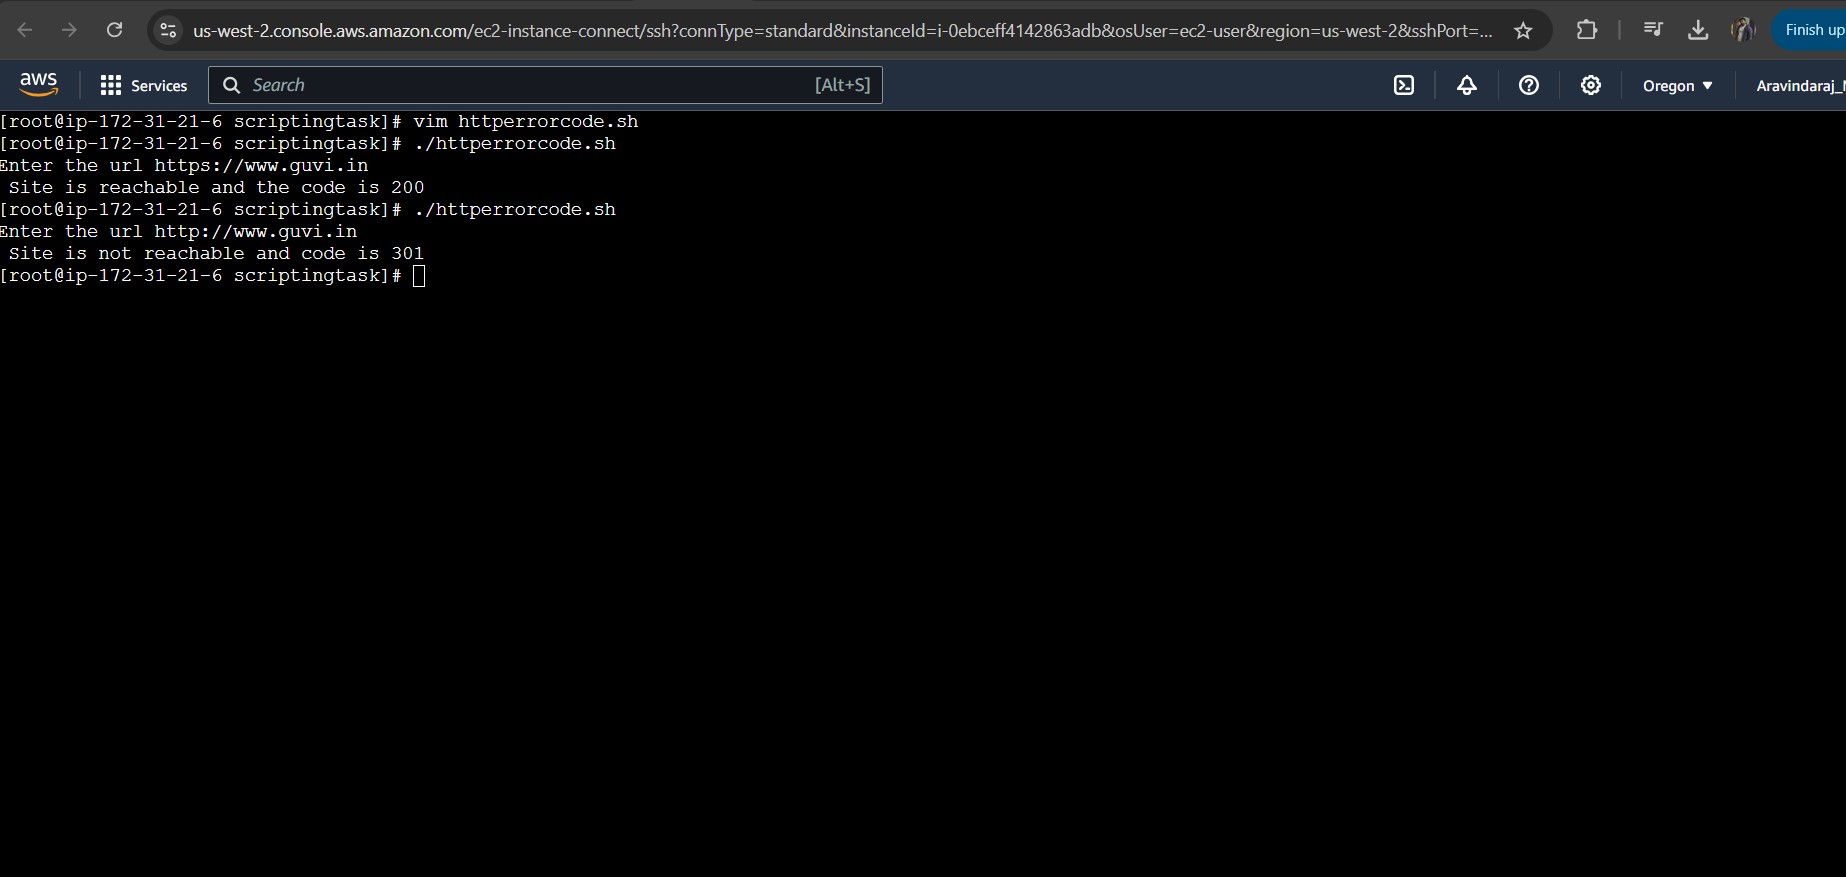 us-west-2.console.aws.amazon.com/ec2-instance-connect/ssh?connType=standard&instanceId=i-0ebceff4142863adb&osUser=ec2-user&region=us-west-2&sshPort=...
Finish up
aws
Services
Search
[Alt+S]
Oregon
Aravindaraj_
[root@ip-172-31-21-6 scriptingtask]# vim httperrorcode.sh
[root@ip-172-31-21-6 scriptingtask]# ./httperrorcode.sh
Enter the url https://www.guvi.in
Site is reachable and the code is 200
[root@ip-172-31-21-6 scriptingtask]# ./httperrorcode.sh
Enter the url http://www.guvi.in
Site is not reachable and code is 301
[root@ip-172-31-21-6 scriptingtask]#